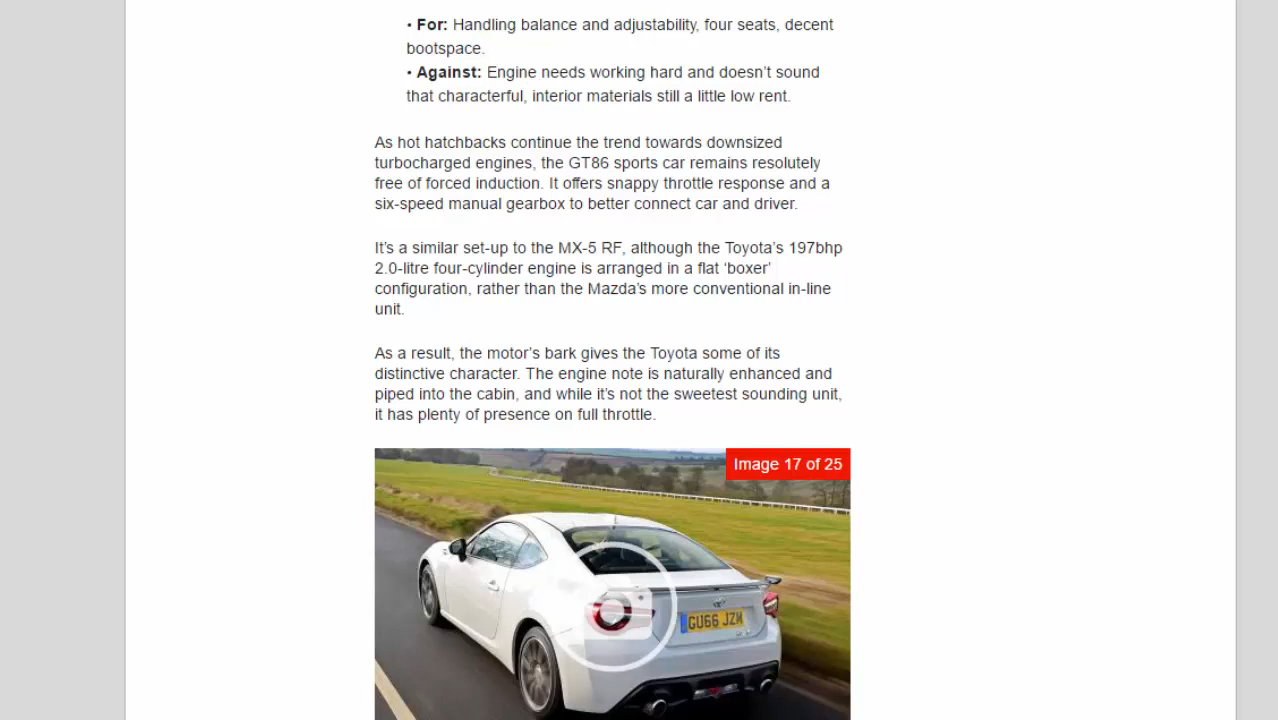 • For: Handling balance and adjustability, four seats, decent
bootspace.
• Against: Engine needs working hard and doesn’t sound
that characterful, interior materials still a little low rent.
As hot hatchbacks continue the trend towards downsized
turbocharged engines, the GT86 sports car remains resolutely
free of forced induction. It offers snappy throttle response and a
six-speed manual gearbox to better connect car and driver.
It’s a similar set-up to the MX-5 RF, although the Toyota’s 197bhp
2.0-litre four-cylinder engine is arranged in a flat ‘boxer’
configuration, rather than the Mazda’s more conventional in-line
unit.
As a result, the motor’s bark gives the Toyota some of its
distinctive character. The engine note is naturally enhanced and
piped into the cabin, and while it’s not the sweetest sounding unit,
it has plenty of presence on full throttle.
Image 17 of 25
GU66 JZM